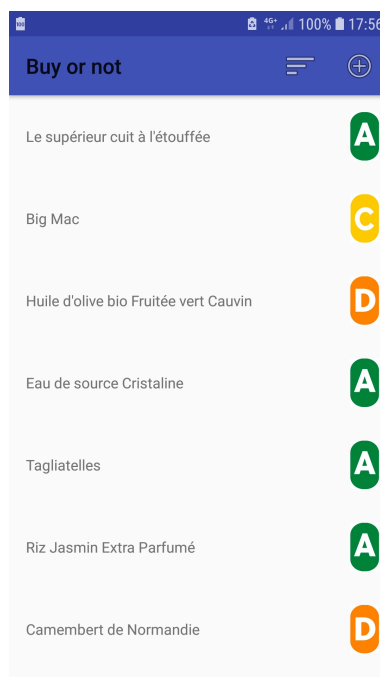 4G+ 100% 17:56
Buy or not
Le supérieur cuit à l'étouffée A
Big Mac C
Huile d'olive bio Fruitée vert Cauvin D
Eau de source Cristaline A
Tagliatelles A
Riz Jasmin Extra Parfumé A
Camembert de Normandie D